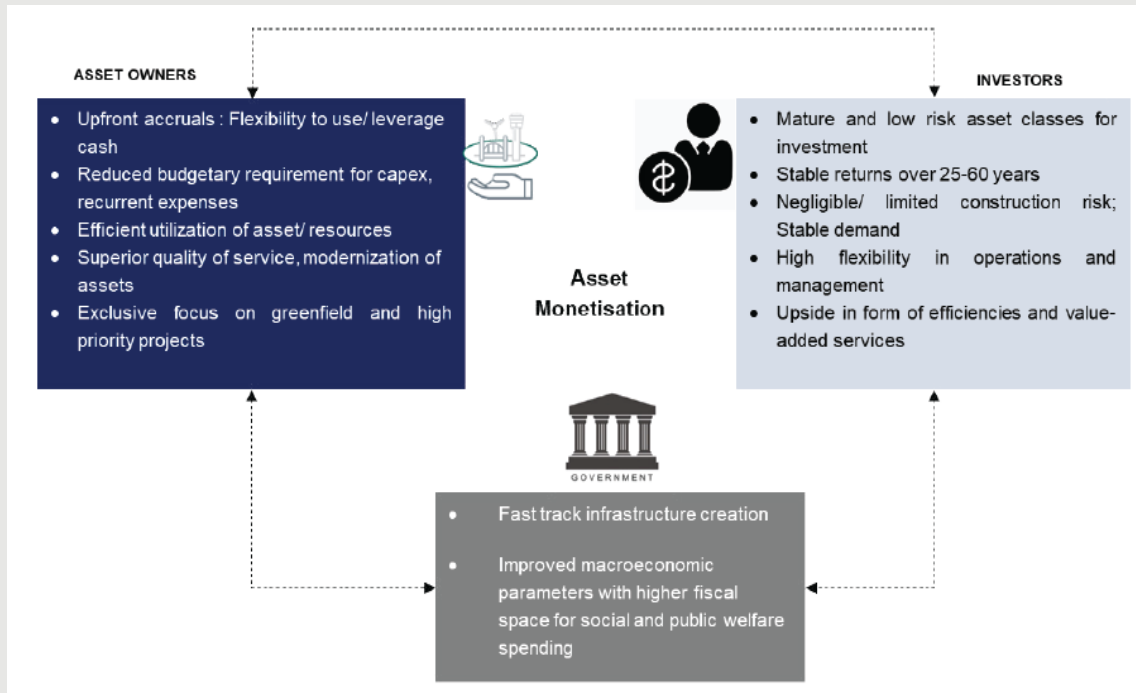 ASSET OWNERS
• Upfront accruals : Flexibility to use/ leverage
cash
• Reduced budgetary requirement for capex,
recurrent expenses
• Efficient utilization of asset/ resources
• Superior quality of service, modernization of
assets
• Exclusive focus on greenfield and high
priority projects
Asset
Monetisation
INVESTORS
• Mature and low risk asset classes for
investment
• Stable returns over 25-60 years
• Negligible/ limited construction risk;
Stable demand
• High flexibility in operations and
management
• Upside in form of efficiencies and value-
added services
GOVERNMENT
• Fast track infrastructure creation
• Improved macroeconomic
parameters with higher fiscal
space for social and public welfare
spending